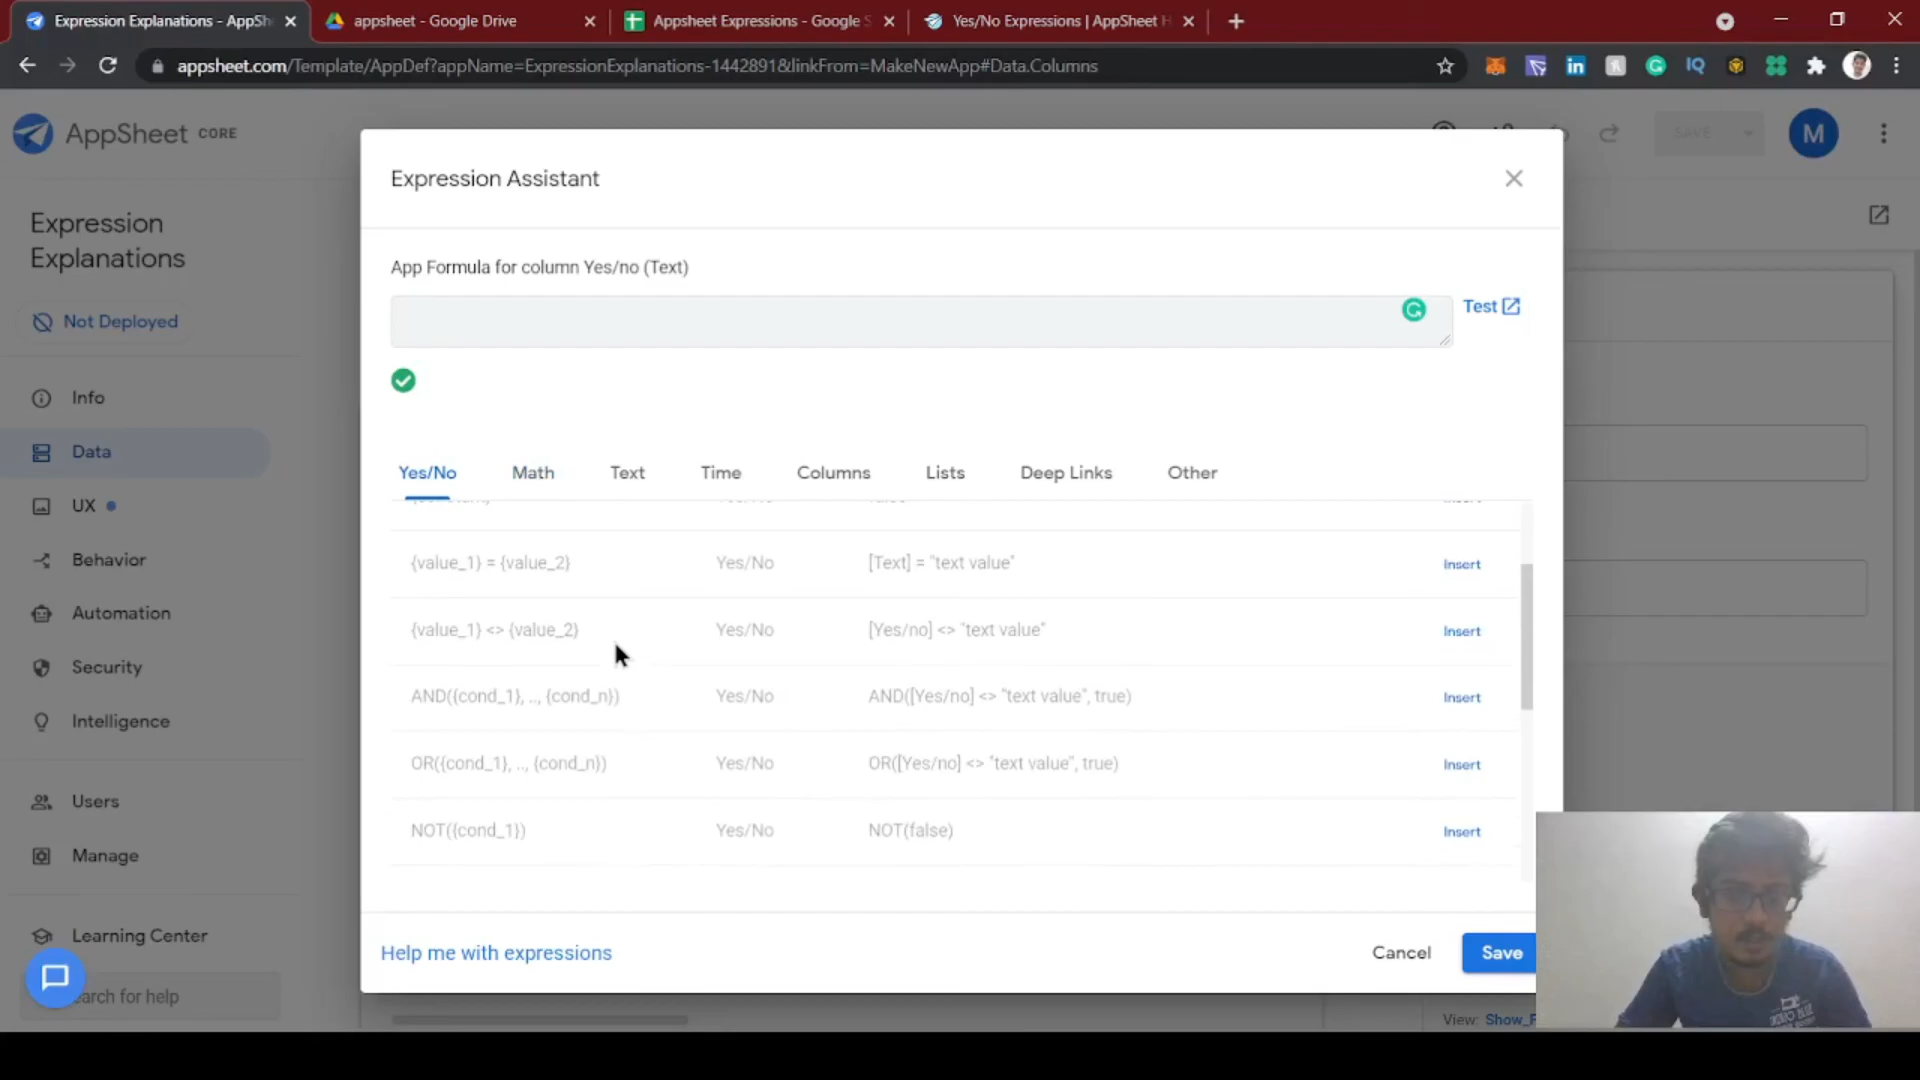 Expression Explanations - AppSh
appsheet - Google Drive
Appsheet Expressions - Google S
Yes/No Expressions | AppSheet H
appsheet.com/Template/AppDef?appName=ExpressionExplanations-1442891&linkFrom=MakeNewApp#Data.Columns
AppSheet CORE
SAVE
M
Expression
Explanations
Not Deployed
Info
Data
UX
Behavior
Automation
Security
Intelligence
Users
Manage
Learning Center
earch for help
Expression Assistant
App Formula for column Yes/no (Text)
Test
Yes/No Math Text Time Columns Lists Deep Links Other
{value_1} = {value_2} Yes/No [Text] = "text value" Insert
{value_1} <> {value_2} Yes/No [Yes/no] <> "text value" Insert
AND({cond_1}, .., {cond_n}) Yes/No AND([Yes/no] <> "text value", true) Insert
OR({cond_1}, .., {cond_n}) Yes/No OR([Yes/no] <> "text value", true) Insert
NOT({cond_1}) Yes/No NOT(false) Insert
Help me with expressions
Cancel
Save
View: Show_F